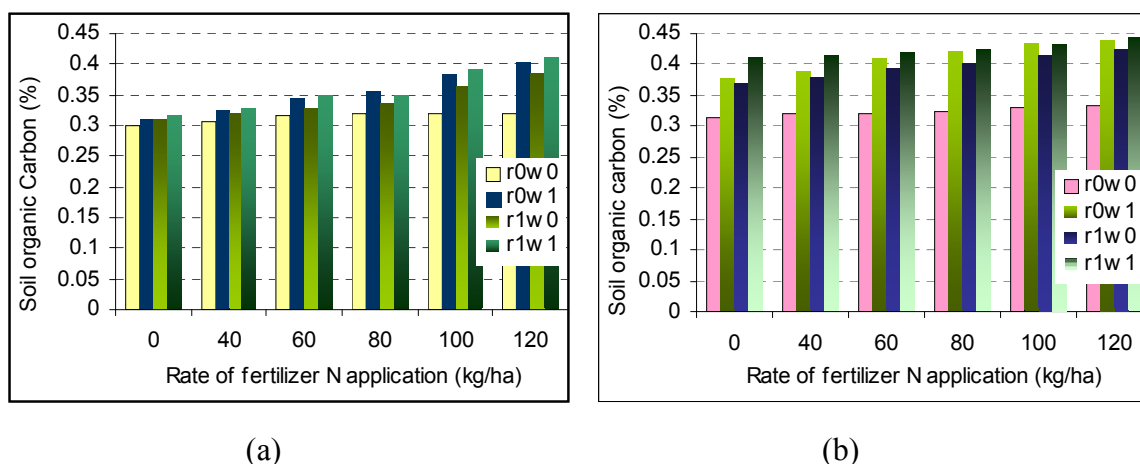 0.45
0.4
0.35
0.3
0.25
0.2
0.15
0.1
0.05
0
Soil organic Carbon (%)
r0w 0
r0w 1
r1w 0
r1w 1
0 40 60 80 100 120
Rate of fertilizer N application (kg/ha)
(a)
0.45
0.4
0.35
0.3
0.25
0.2
0.15
0.1
0.05
0
Soil organic carbon (%)
r0w 0
r0w 1
r1w 0
r1w 1
0 40 60 80 100 120
Rate of fertilizer N application (kg/ha)
(b)